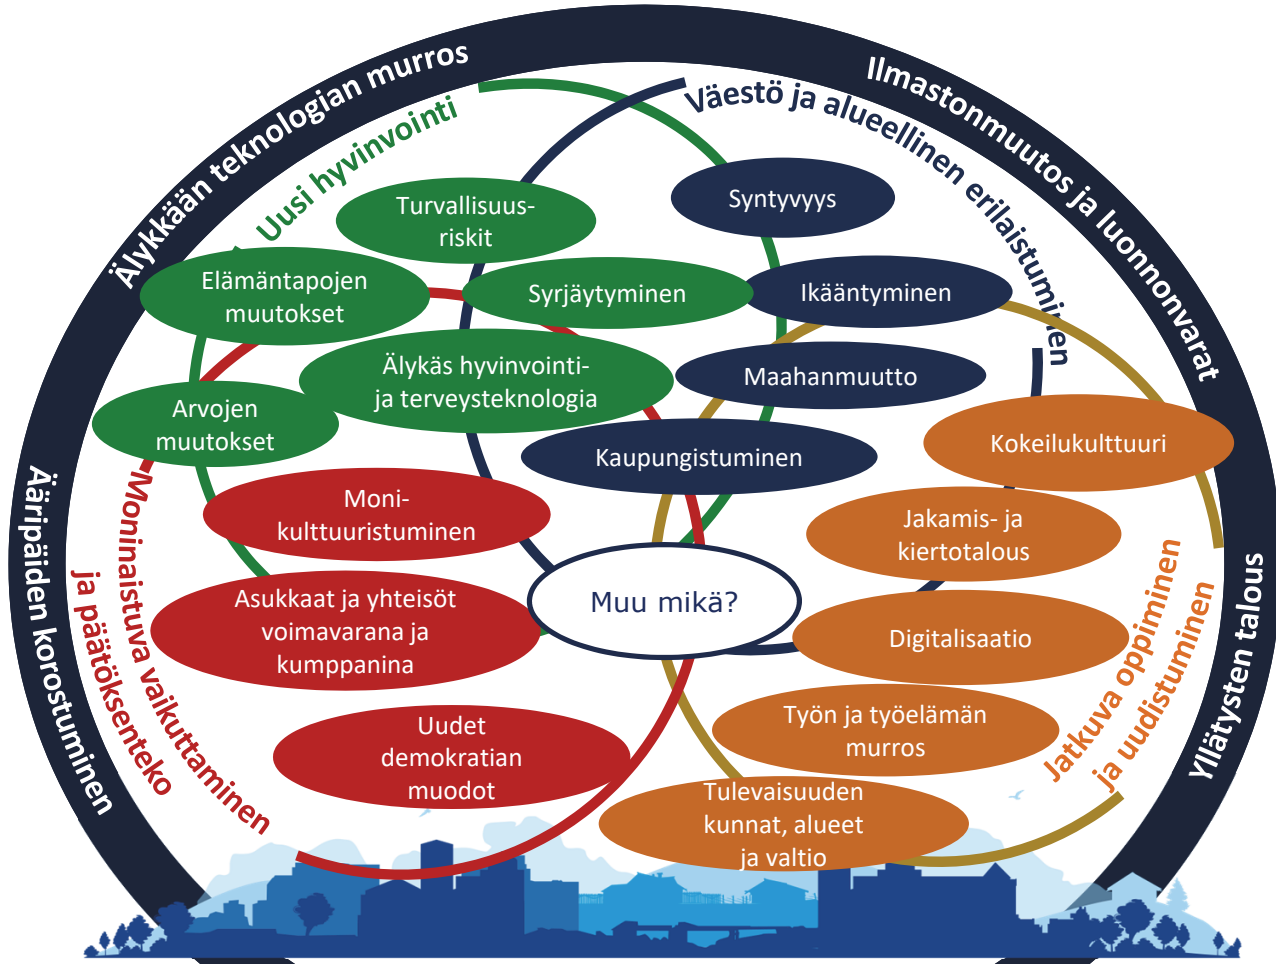 Älykkään teknologian murros
Ilmastonmuutos ja luonnonvarat
Ääripäiden korostuminen
Yllätysten talous
Uusi hyvinvointi
Väestö ja alueellinen erilaistuminen
Turvallisuus-
riskit
Syntyvyys
Elämäntapojen
muutokset
Syrjäytyminen
Ikääntyminen
Älykäs hyvinvointi-
ja terveysteknologia
Maahanmuutto
Arvojen
muutokset
Kaupungistuminen
Kokeilukulttuuri
Moninaistuva vaikuttaminen
ja päätöksenteko
Moni-
kulttuuristuminen
Jakamis- ja
kiertotalous
Asukkaat ja yhteisöt
voimavarana ja
kumppanina
Muu mikä?
Digitalisaatio
Jatkuva oppiminen
ja uudistuminen
Uudet
demokratian
muodot
Työn ja työelämän
murros
Tulevaisuuden
kunnat, alueet
ja valtio